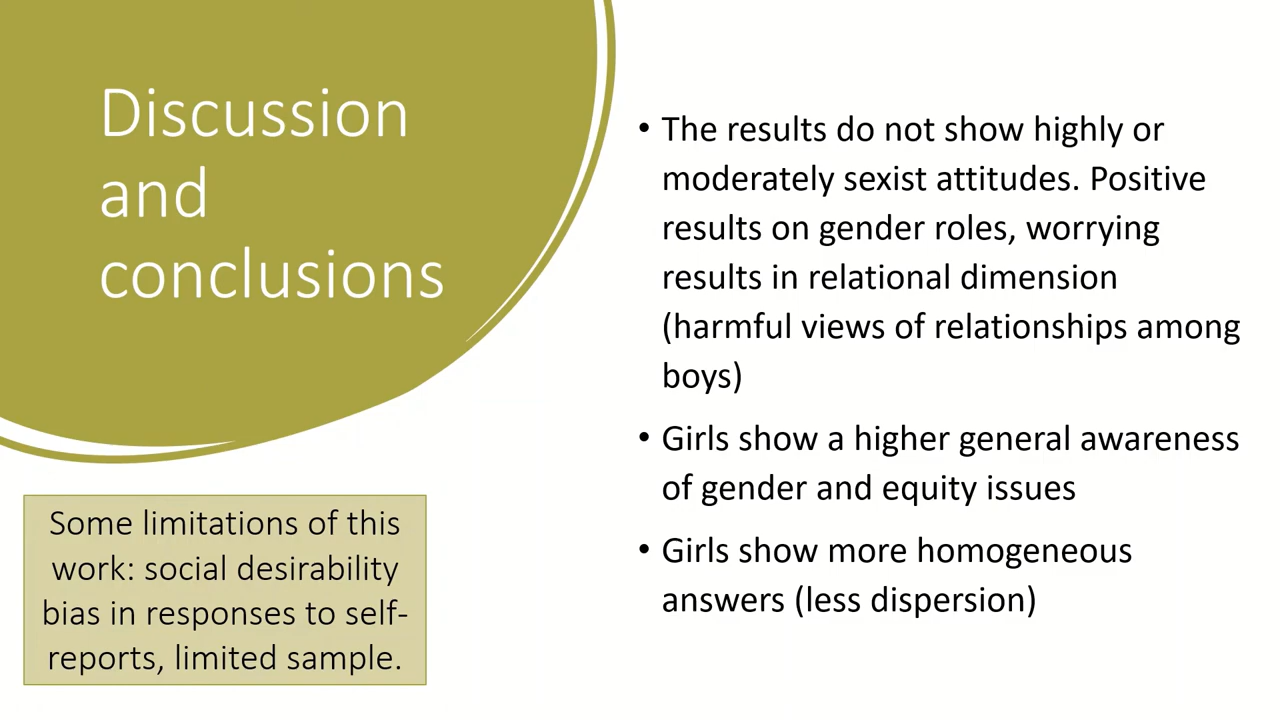 Discussion
and
conclusions
• The results do not show highly or
moderately sexist attitudes. Positive
results on gender roles, worrying
results in relational dimension
(harmful views of relationships among
boys)
• Girls show a higher general awareness
of gender and equity issues
• Girls show more homogeneous
answers (less dispersion)
Some limitations of this
work: social desirability
bias in responses to self-
reports, limited sample.